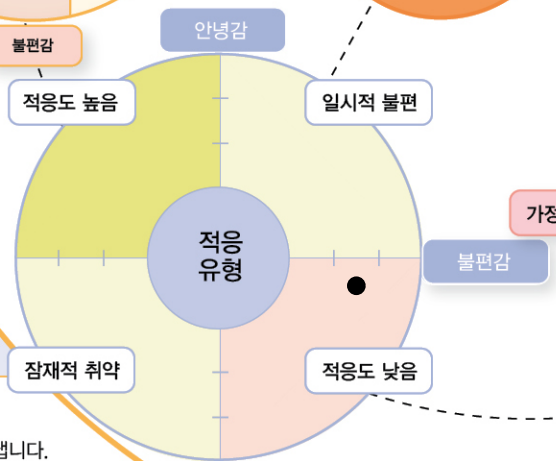 안녕감
불편감
적응도 높음
일시적 불편
적응
유형
가정
불편감
잠재적 취약
적응도 낮음
냅니다.